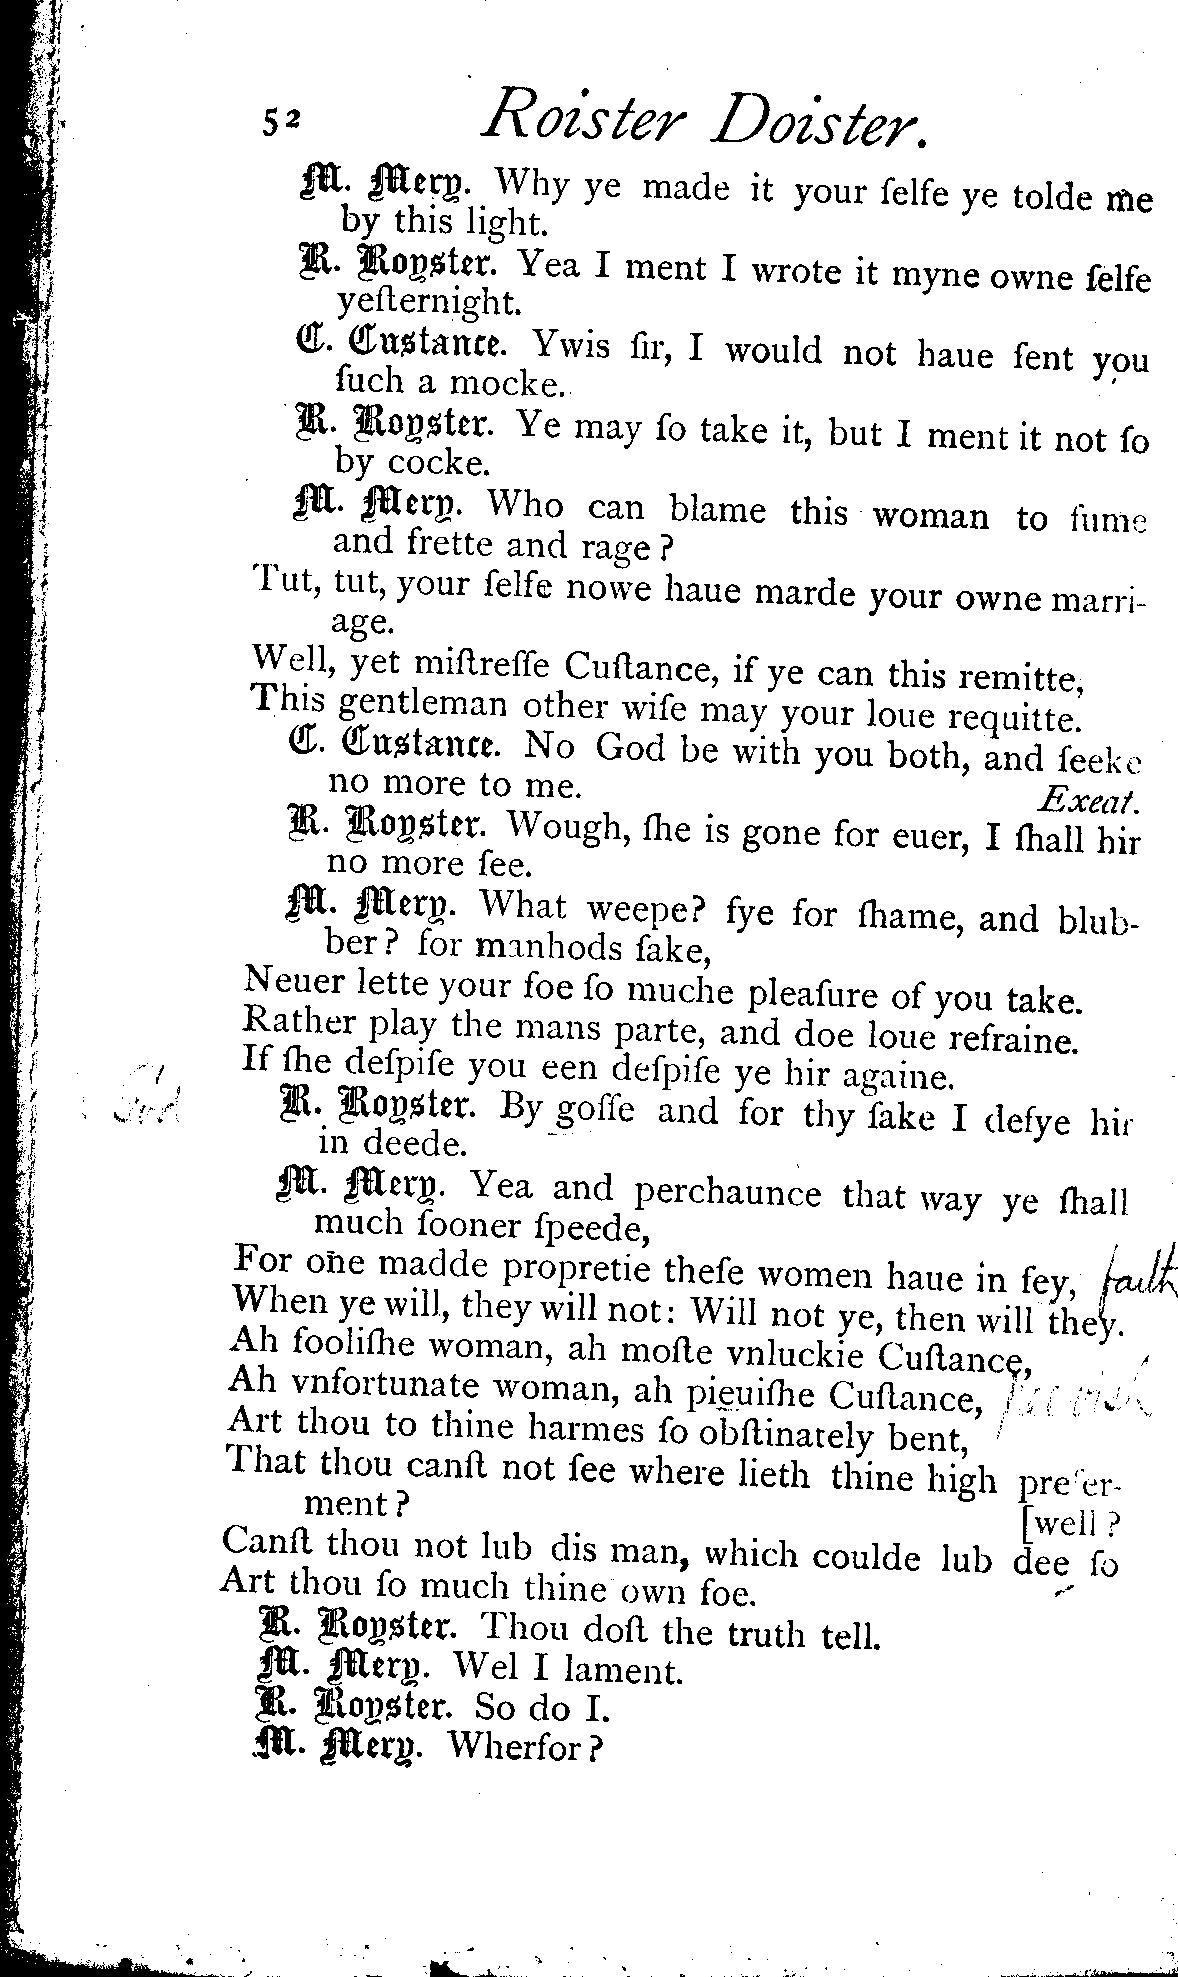 52 Roister Doister.
M. Mery. Why ye made it your ſelfe ye tolde me
by this light.
R. Royster. Yea I ment I wrote it myne owne ſelfe
yeſternight.
C. Custance. Ywis ſir, I would not haue ſent you
ſuch a mocke.
R. Royster. Ye may ſo take it, but I ment it not ſo
by cocke.
M. Mery. Who can blame this woman to fume
and frette and rage?
Tut, tut, your ſelfe nowe haue marde your owne marri-
age.
Well, yet miſtreſſe Cuſtance, if ye can this remitte,
This gentleman other wiſe may your loue requitte.
C. Custance. No God be with you both, and ſeeke
no more to me. Exeat.
R. Royster. Wough, ſhe is gone for euer, I ſhall hir
no more ſee.
M. Mery. What weepe? fye for ſhame, and blub-
ber? for manhods ſake,
Neuer lette your foe ſo muche pleaſure of you take.
Rather play the mans parte, and doe loue refraine.
If ſhe deſpiſe you een deſpiſe ye hir againe.
God R. Royster. By goſſe and for thy ſake I defye hir
in deede.
M. Mery. Yea and perchaunce that way ye ſhall
much ſooner ſpeede,
For one madde propretie theſe women haue in fey, faith
When ye will, they will not: Will not ye, then will they.
Ah fooliſhe woman, ah moſte vnluckie Cuſtance,
Ah vnfortunate woman, ah pieuiſhe Cuſtance, peevish
Art thou to thine harmes ſo obſtinately bent,
That thou canſt not ſee where lieth thine high prefer-
ment? [well?
Canſt thou not lub dis man, which coulde lub dee ſo
Art thou ſo much thine own foe.
R. Royster. Thou doſt the truth tell.
M. Mery. Wel I lament.
R. Royster. So do I.
M. Mery. Wherfor?